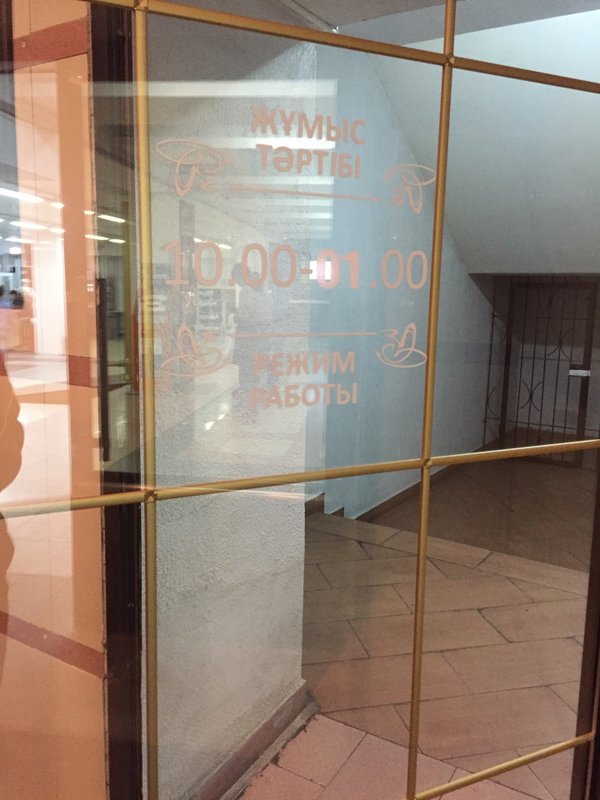 ЖҰМЫС
ТӘРТІБІ
10.00-01.00
РЕЖИМ
РАБОТЫ